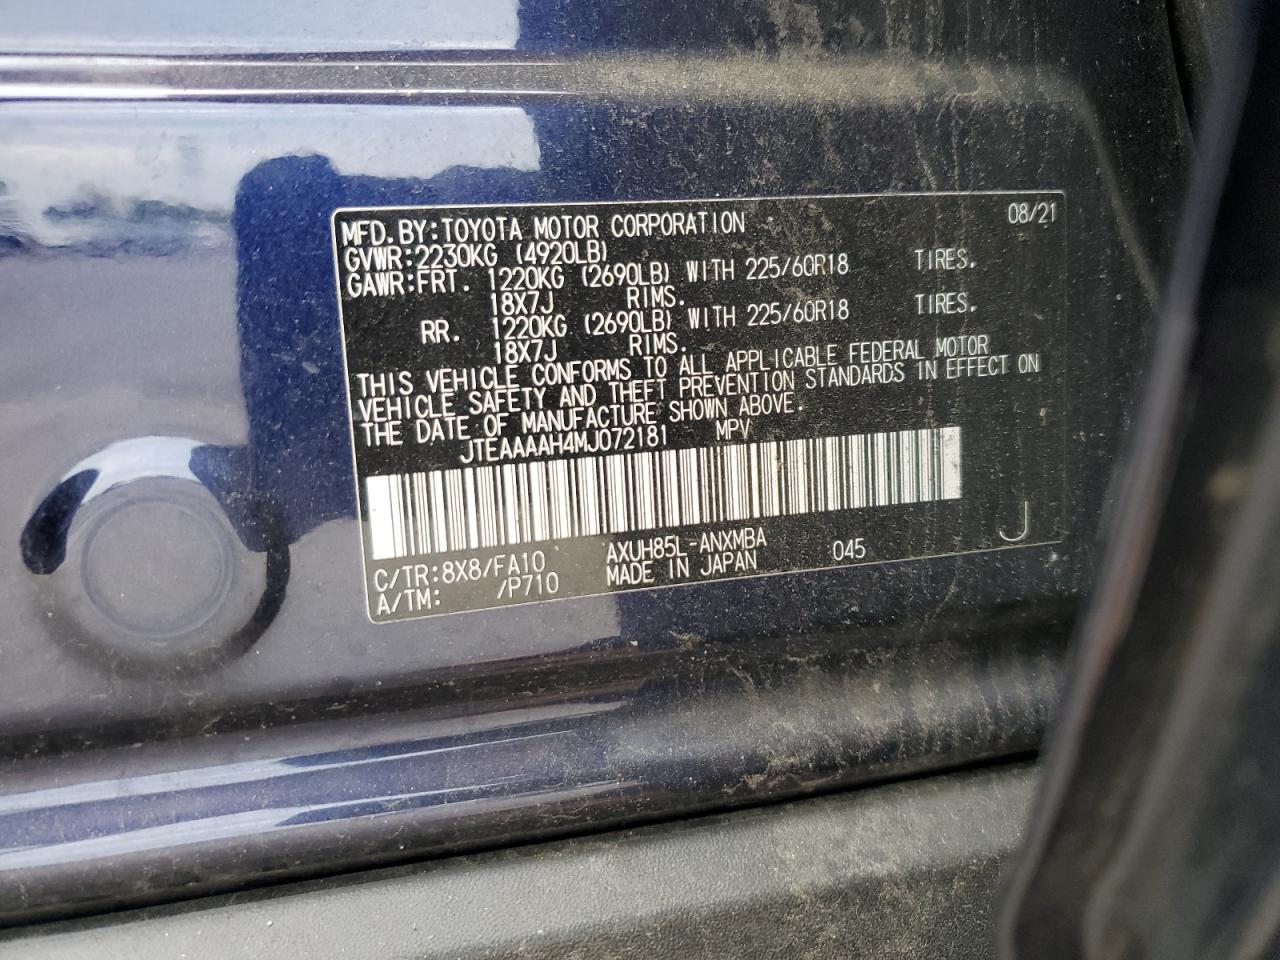 MFD. BY: TOYOTA MOTOR CORPORATION 08/21
GVWR: 2230KG (4920LB)
GAWR: FRT. 1220KG (2690LB) WITH 225/60R18 TIRES.
18X7J RIMS.
RR. 1220KG (2690LB) WITH 225/60R18 TIRES.
18X7J RIMS.
THIS VEHICLE CONFORMS TO ALL APPLICABLE FEDERAL MOTOR
VEHICLE SAFETY AND THEFT PREVENTION STANDARDS IN EFFECT ON
THE DATE OF MANUFACTURE SHOWN ABOVE.
JTEAAAAH4MJ072181 MPV
C/TR: 8X8/FA10 AXUH85L-ANXMBA 045 J
A/TM: /P710 MADE IN JAPAN